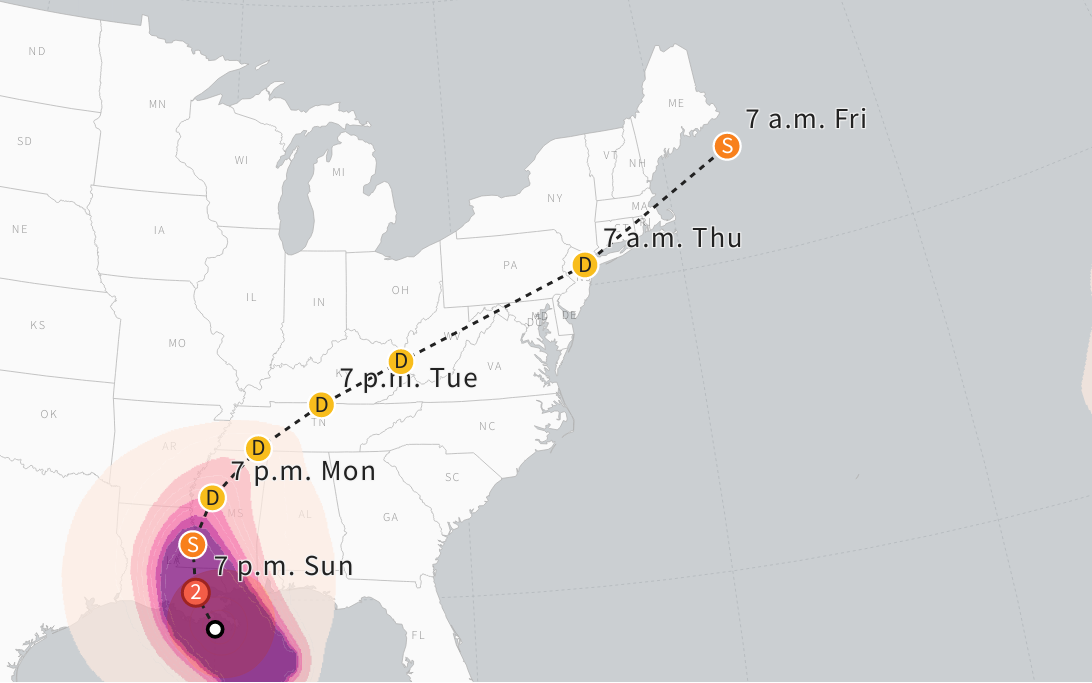 ND
MN
ME
7 a.m. Fri
S
SD
WI
MI
VT
NH
NY
MA
NE
IA
7 a.m. Thu
PA
D
IL
IN
OH
KS
MO
MD
DE
DC
WV
VA
D
7 p.m. Tue
D
OK
TN
NC
AR
D
7 p.m. Mon
SC
D
MS
AL
GA
S
7 p.m. Sun
2
FL